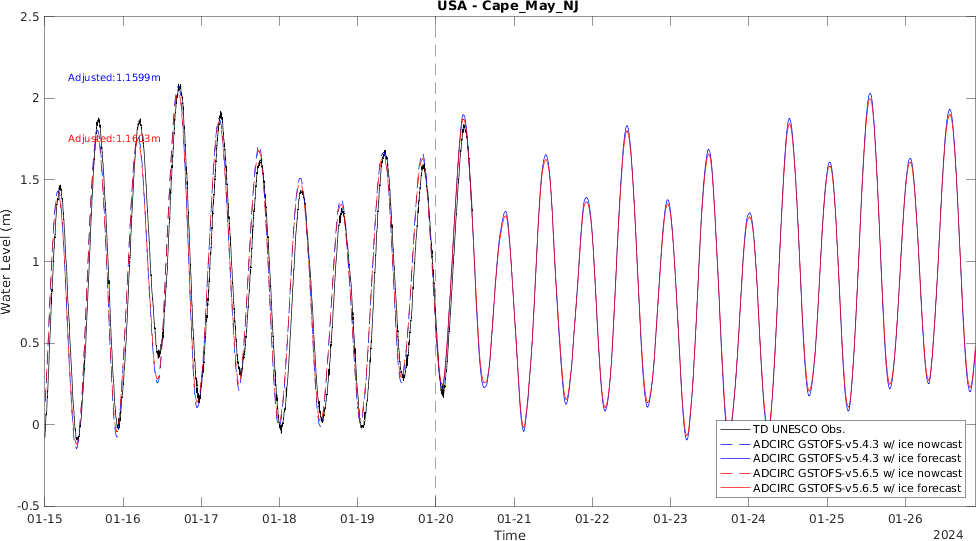 USA - Cape_May_NJ
2.5
2
1.5
1
0.5
0
-0.5
Water Level (m)
Adjusted:1.1599m
Adjusted:1.1603m
TD UNESCO Obs.
ADCIRC GSTOFS-v5.4.3 w/ ice nowcast
ADCIRC GSTOFS-v5.4.3 w/ ice forecast
ADCIRC GSTOFS-v5.6.5 w/ ice nowcast
ADCIRC GSTOFS-v5.6.5 w/ ice forecast
01-15 01-16 01-17 01-18 01-19 01-20 01-21 01-22 01-23 01-24 01-25 01-26
Time
2024